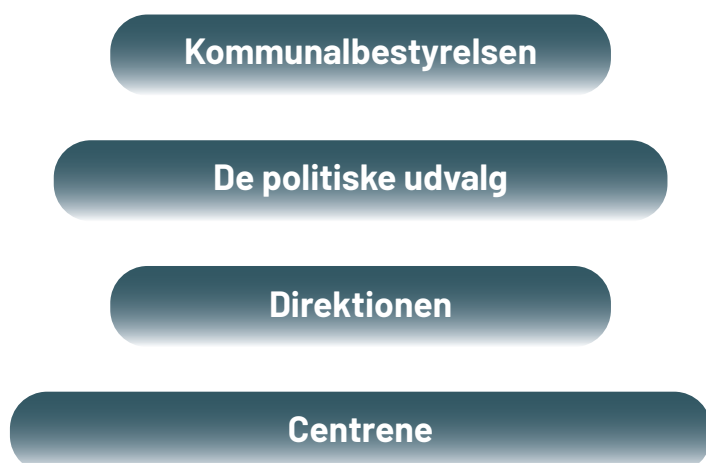 Kommunalbestyrelsen
De politiske udvalg
Direktionen
Centrene